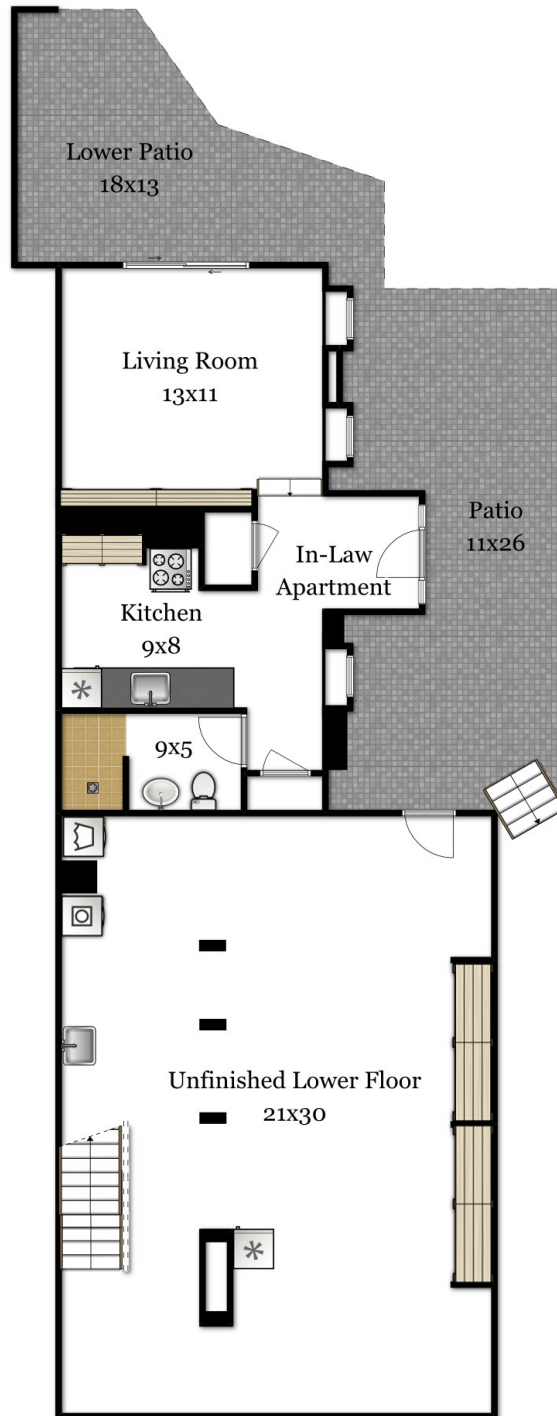 Lower Patio
18x13
Living Room
13x11
Patio
11x26
In-Law
Apartment
Kitchen
9x8
9x5
Unfinished Lower Floor
21x30